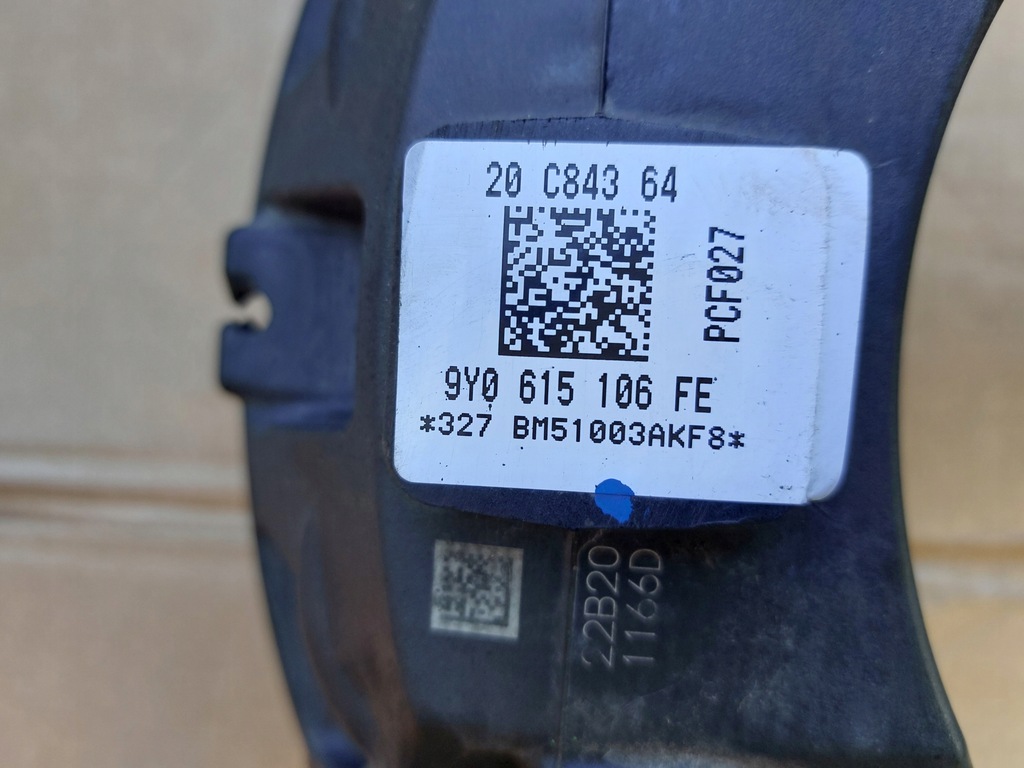 20 C843 64
PCF027
9Y0 615 106 FE
*327 BM51003AKF8*
22B20
1166D